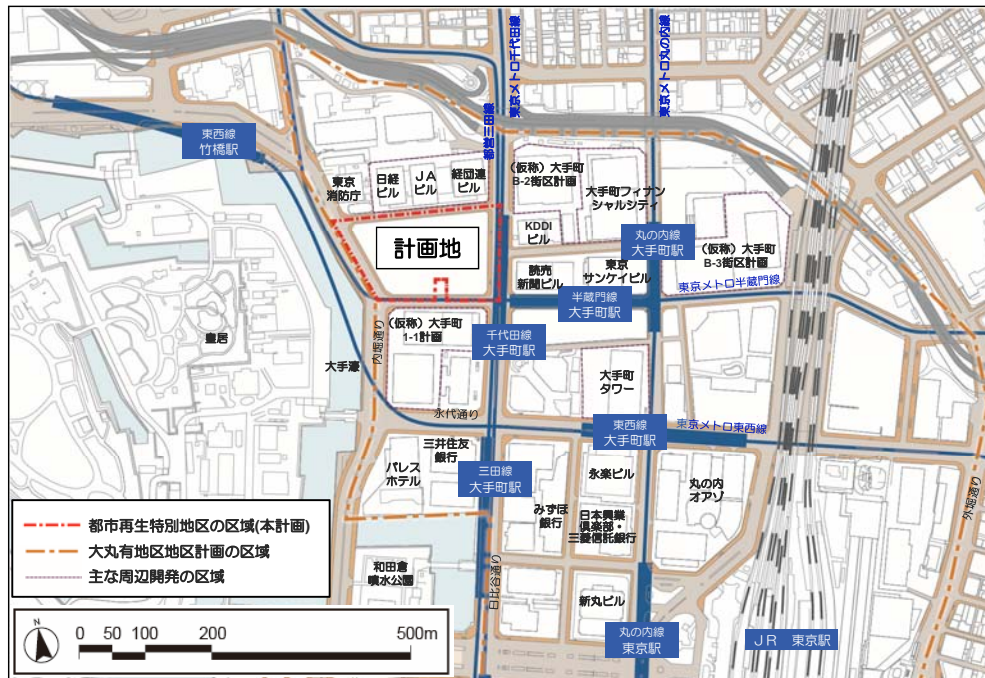 都営三田線
東京メトロ千代田線
東京メトロ丸の内線
東西線
竹橋駅
東京
消防庁
日経
ビル
JA
ビル
経団連
ビル
(仮称)大手町
B-2街区計画
大手町フィナン
シャルシティ
KDDI
ビル
丸の内線
大手町駅
(仮称)大手町
B-3街区計画
計画地
読売
新聞ビル
東京
サンケイビル
東京メトロ半蔵門線
半蔵門線
大手町駅
皇居
内堀通り
(仮称)大手町
1-1計画
千代田線
大手町駅
大手濠
大手町
タワー
永代通り
東西線
大手町駅
東京メトロ東西線
三井住友
銀行
パレス
ホテル
三田線
大手町駅
永楽ビル
丸の内
オアゾ
みずほ
銀行
日本興業
倶楽部・
三菱信託銀行
外堀通り
都市再生特別地区の区域(本計画)
大丸有地区地区計画の区域
主な周辺開発の区域
和田倉
噴水公園
日比谷通り
新丸ビル
丸の内線
東京駅
JR 東京駅
N
0 50 100 200 500m